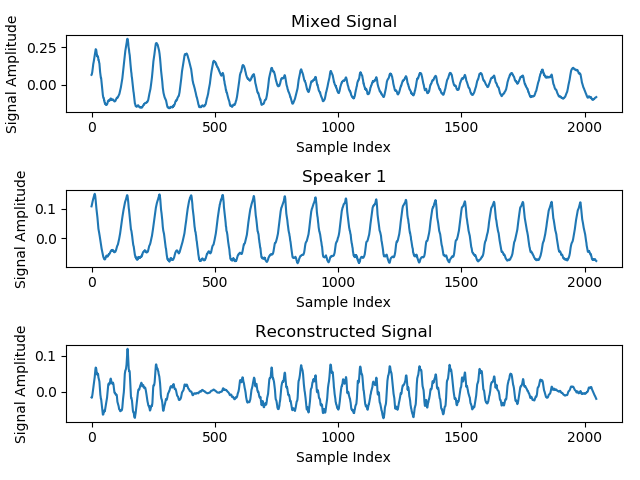 Mixed Signal
Signal Amplitude
0.25
0.00
0 500 1000 1500 2000
Sample Index
Speaker 1
Signal Amplitude
0.1
0.0
0 500 1000 1500 2000
Sample Index
Reconstructed Signal
Signal Amplitude
0.1
0.0
0 500 1000 1500 2000
Sample Index